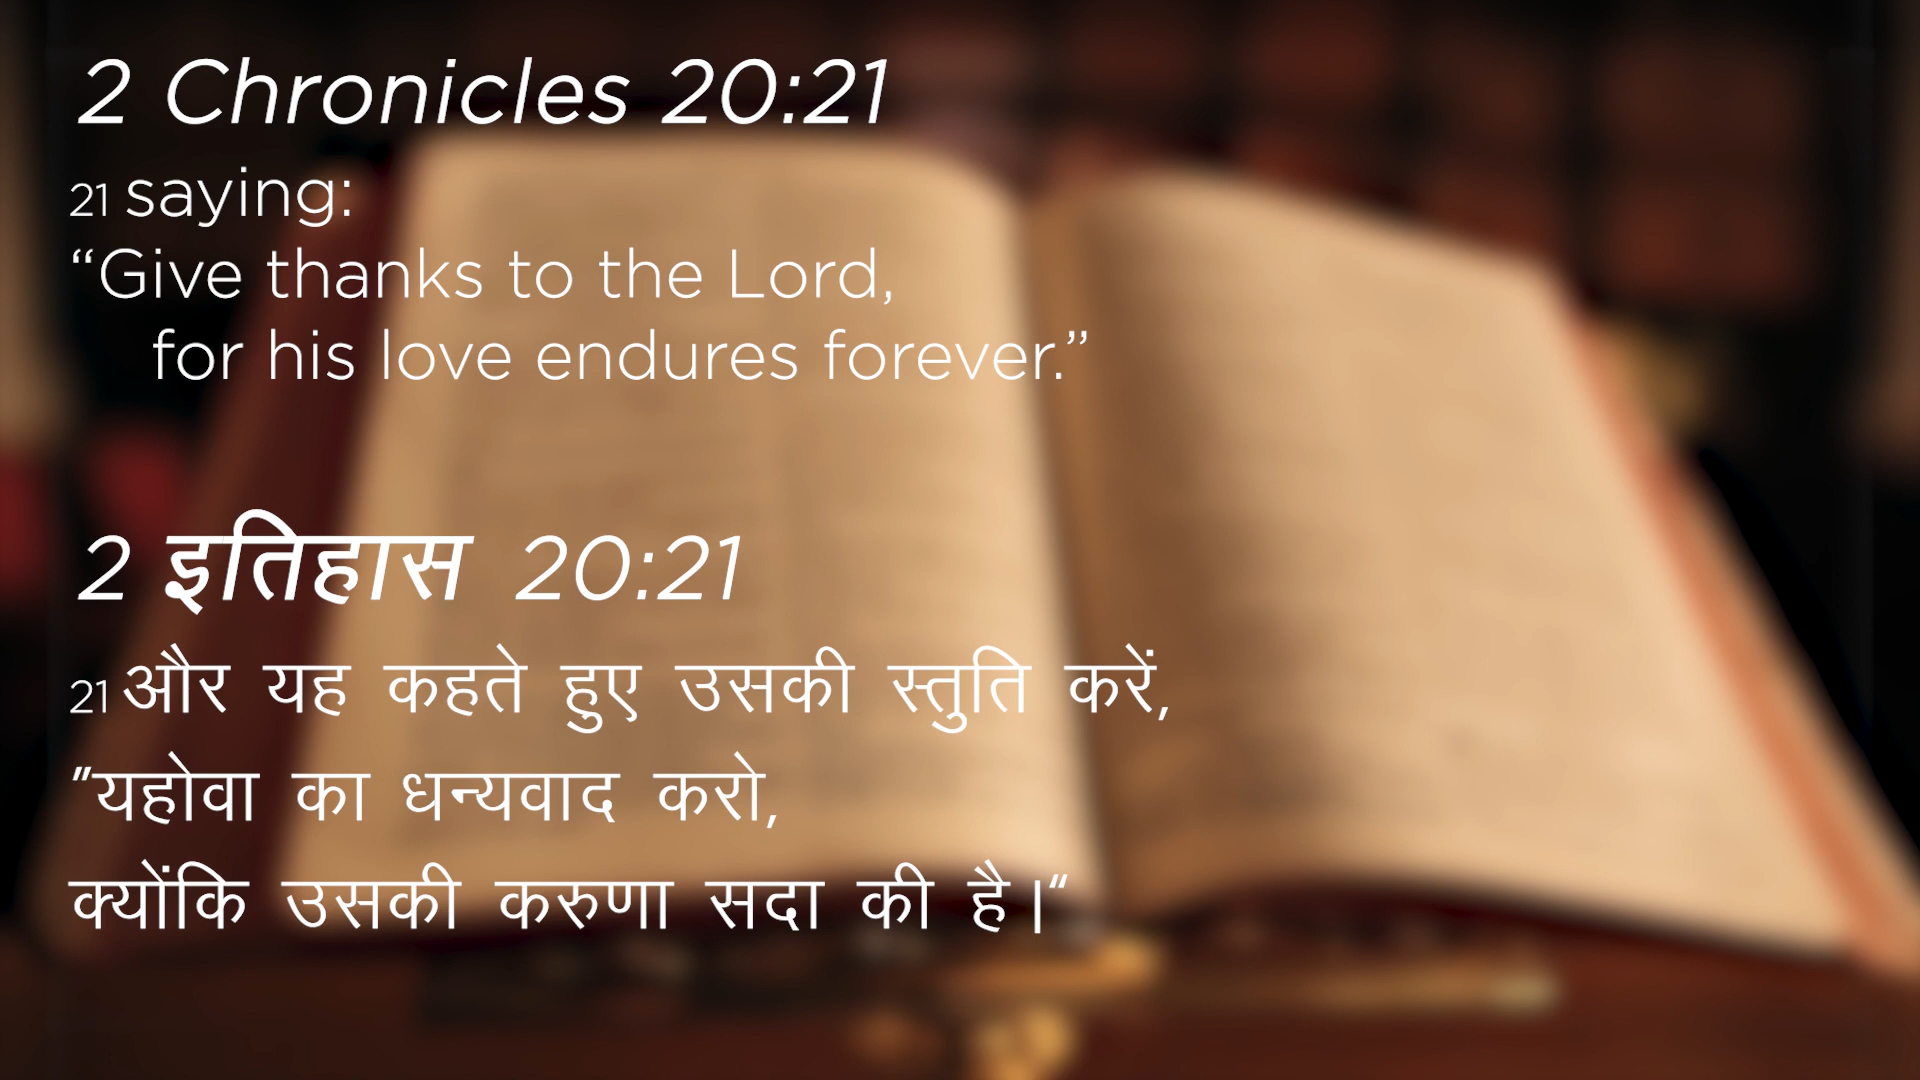 2 Chronicles 20:21
21 saying:
“Give thanks to the Lord,
for his love endures forever.”
2 इतिहास 20:21
21 और यह कहते हुए उसकी स्तुति करें,
"यहोवा का धन्यवाद करो,
क्योंकि उसकी करुणा सदा की है।“